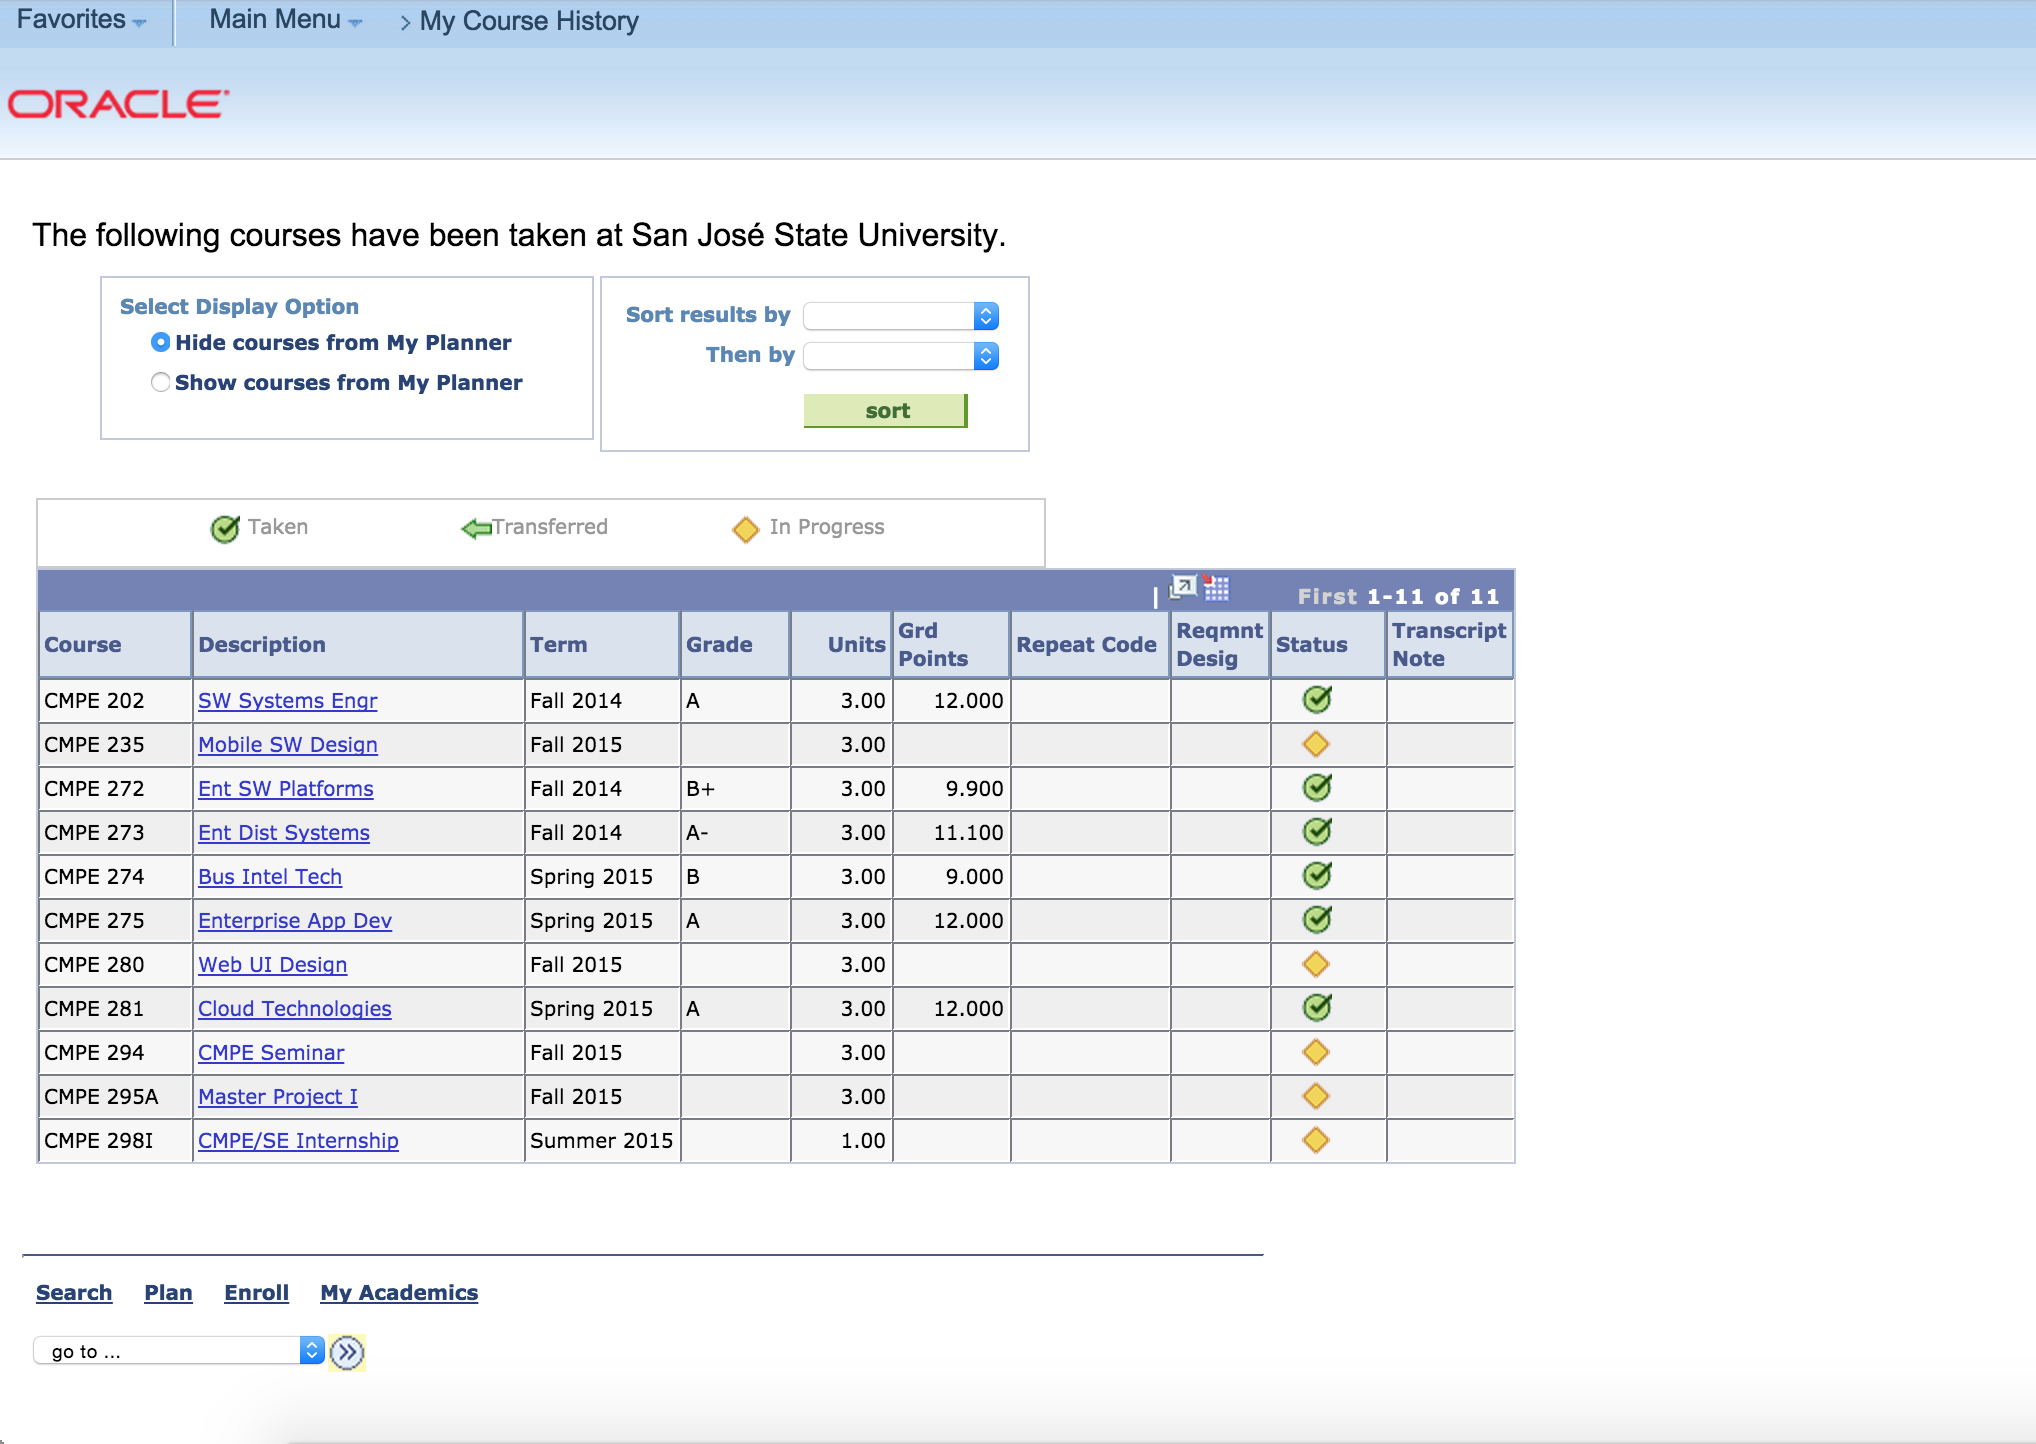 Favorites Main Menu > My Course History
ORACLE
The following courses have been taken at San José State University.
Select Display Option
Hide courses from My Planner
Show courses from My Planner
Sort results by
Then by
sort
Taken Transferred In Progress
First 1-11 of 11
Course Description Term Grade Units Grd Points Repeat Code Reqmnt Desig Status Transcript Note
CMPE 202 SW Systems Engr Fall 2014 A 3.00 12.000
CMPE 235 Mobile SW Design Fall 2015 3.00
CMPE 272 Ent SW Platforms Fall 2014 B+ 3.00 9.900
CMPE 273 Ent Dist Systems Fall 2014 A- 3.00 11.100
CMPE 274 Bus Intel Tech Spring 2015 B 3.00 9.000
CMPE 275 Enterprise App Dev Spring 2015 A 3.00 12.000
CMPE 280 Web UI Design Fall 2015 3.00
CMPE 281 Cloud Technologies Spring 2015 A 3.00 12.000
CMPE 294 CMPE Seminar Fall 2015 3.00
CMPE 295A Master Project I Fall 2015 3.00
CMPE 298I CMPE/SE Internship Summer 2015 1.00
Search Plan Enroll My Academics
go to ...